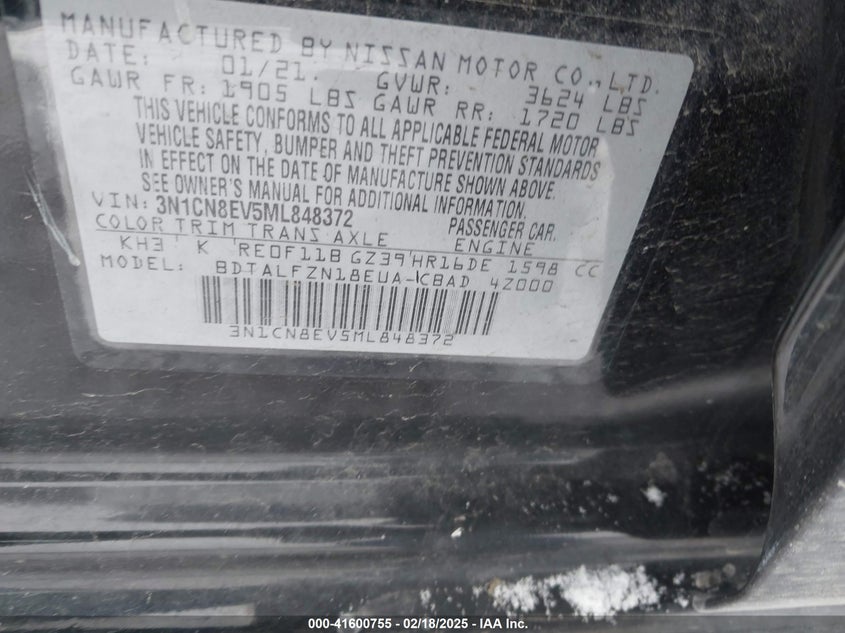 MANUFACTURED BY NISSAN MOTOR CO., LTD.
DATE: 01/21. GVWR: 3624 LBS
GAWR FR: 1905 LBS GAWR RR: 1720 LBS
THIS VEHICLE CONFORMS TO ALL APPLICABLE FEDERAL MOTOR
VEHICLE SAFETY, BUMPER AND THEFT PREVENTION STANDARDS
IN EFFECT ON THE DATE OF MANUFACTURE SHOWN ABOVE.
SEE OWNER'S MANUAL FOR ADDITIONAL INFORMATION.
VIN: 3N1CN8EV5ML848372 PASSENGER CAR.
COLOR TRIM TRANS AXLE ENGINE
KH3 K RE0F11B GZ39 HR16DE 1598 CC
MODEL: BDTALFZN18EUA-CBAD 4Z000
3N1CN8EV5ML848372
000-41600755 - 02/18/2025 - IAAI Inc.